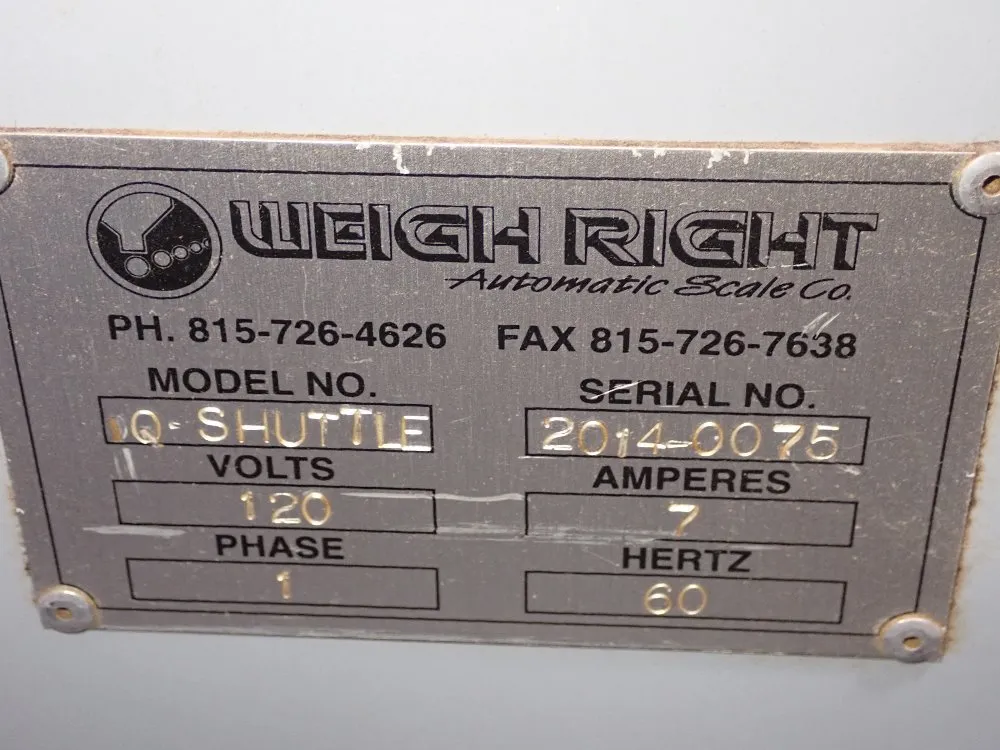 WEIGH RIGHT
Automatic Scale Co.
PH. 815-726-4626 FAX 815-726-7638
MODEL NO. SERIAL NO.
Q-SHUTTLE 2014-0075
VOLTS AMPERES
120 7
PHASE HERTZ
1 60